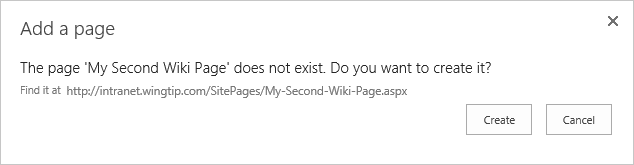 Add a page
The page 'My Second Wiki Page' does not exist. Do you want to create it?
Find it at http://intranet.wingtip.com/SitePages/My-Second-Wiki-Page.aspx
Create Cancel